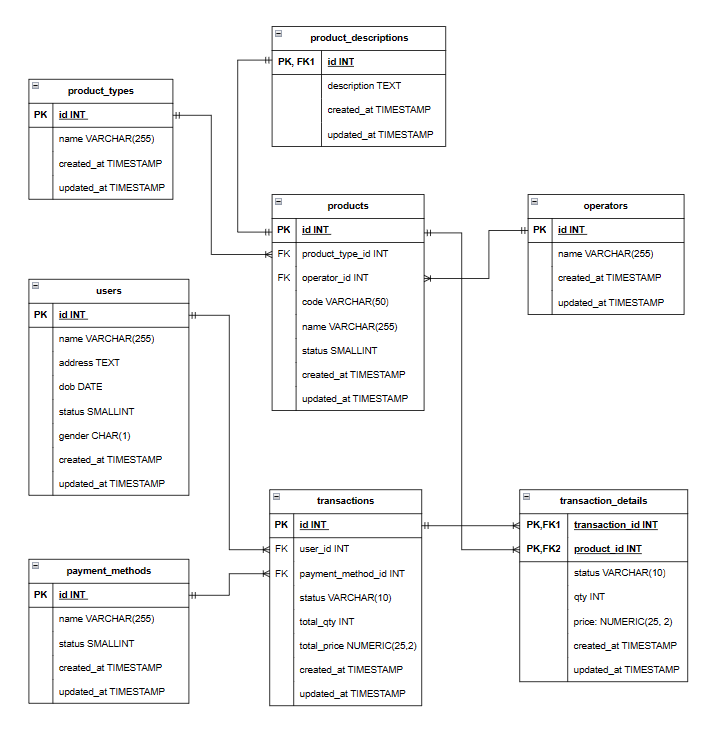 product_descriptions
PK, FK1 id INT
description TEXT
created_at TIMESTAMP
updated_at TIMESTAMP
product_types
PK id INT
name VARCHAR(255)
created_at TIMESTAMP
updated_at TIMESTAMP
products
PK id INT
FK product_type_id INT
FK operator_id INT
code VARCHAR(50)
name VARCHAR(255)
status SMALLINT
created_at TIMESTAMP
updated_at TIMESTAMP
operators
PK id INT
name VARCHAR(255)
created_at TIMESTAMP
updated_at TIMESTAMP
users
PK id INT
name VARCHAR(255)
address TEXT
dob DATE
status SMALLINT
gender CHAR(1)
created_at TIMESTAMP
updated_at TIMESTAMP
transactions
PK id INT
FK user_id INT
FK payment_method_id INT
status VARCHAR(10)
total_qty INT
total_price NUMERIC(25,2)
created_at TIMESTAMP
updated_at TIMESTAMP
transaction_details
PK,FK1 transaction_id INT
PK,FK2 product_id INT
status VARCHAR(10)
qty INT
price: NUMERIC(25, 2)
created_at TIMESTAMP
updated_at TIMESTAMP
payment_methods
PK id INT
name VARCHAR(255)
status SMALLINT
created_at TIMESTAMP
updated_at TIMESTAMP